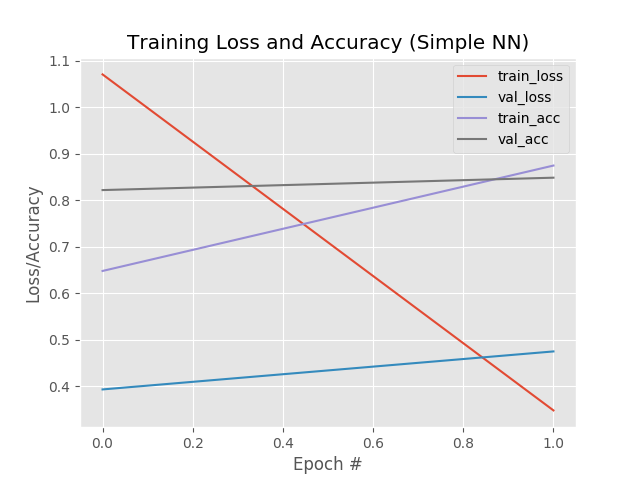 Training Loss and Accuracy (Simple NN)
train_loss
val_loss
train_acc
val_acc
1.1
1.0
0.9
0.8
0.7
0.6
0.5
0.4
Loss/Accuracy
0.0 0.2 0.4 0.6 0.8 1.0
Epoch #